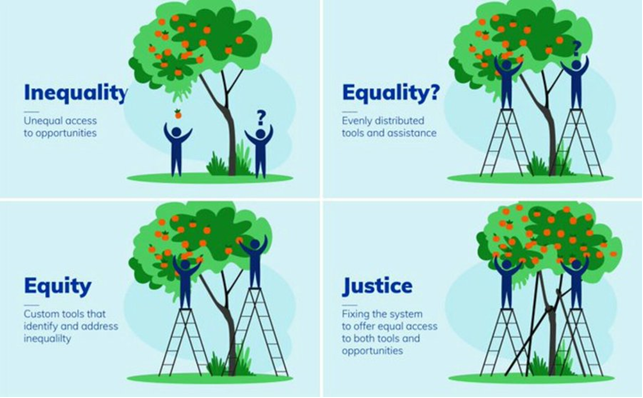 Inequality
Unequal access
to opportunities
?
Equality?
Evenly distributed
tools and assistance
?
Equity
Custom tools that
identify and address
inequalilty
Justice
Fixing the system
to offer equal access
to both tools and
opportunities